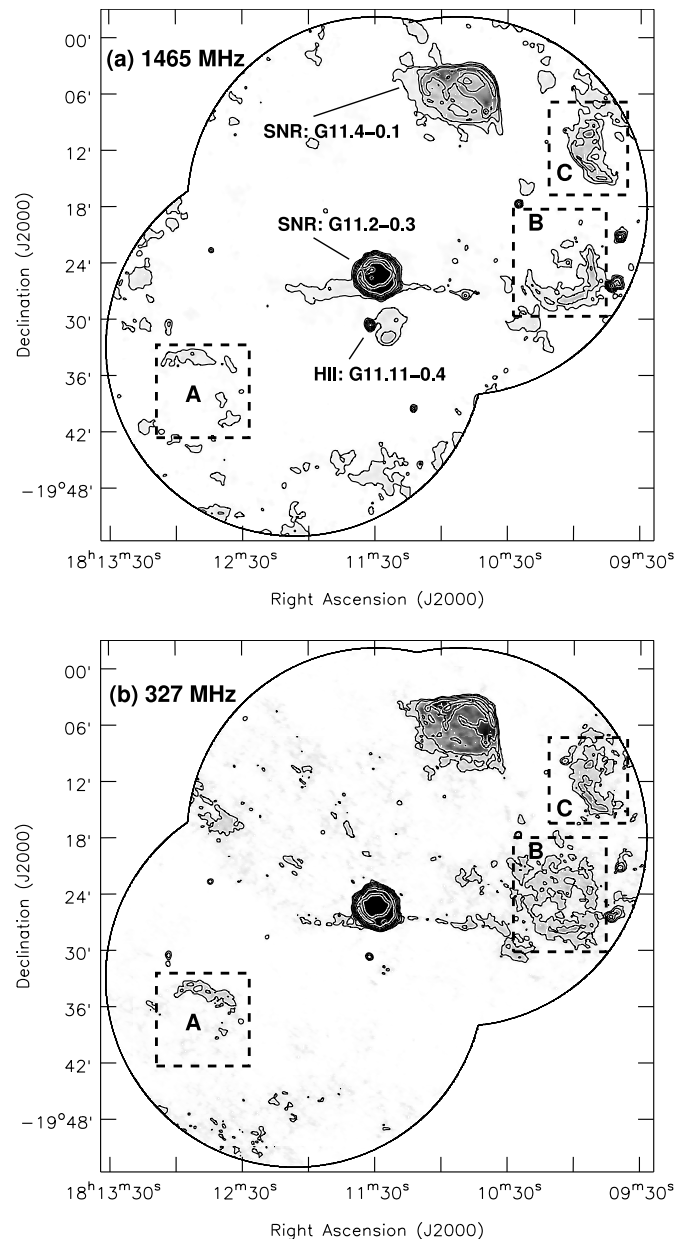 (a) 1465 MHz
00'
06'
SNR: G11.4−0.1
12'
C
18'
B
SNR: G11.2−0.3
24'
30'
HII: G11.11−0.4
36'
A
42'
−19°48'
Declination (J2000)
18h13m30s 12m30s 11m30s 10m30s 09m30s
Right Ascension (J2000)
00'
(b) 327 MHz
06'
12'
C
18'
B
24'
30'
36'
A
42'
−19°48'
Declination (J2000)
18h13m30s 12m30s 11m30s 10m30s 09m30s
Right Ascension (J2000)